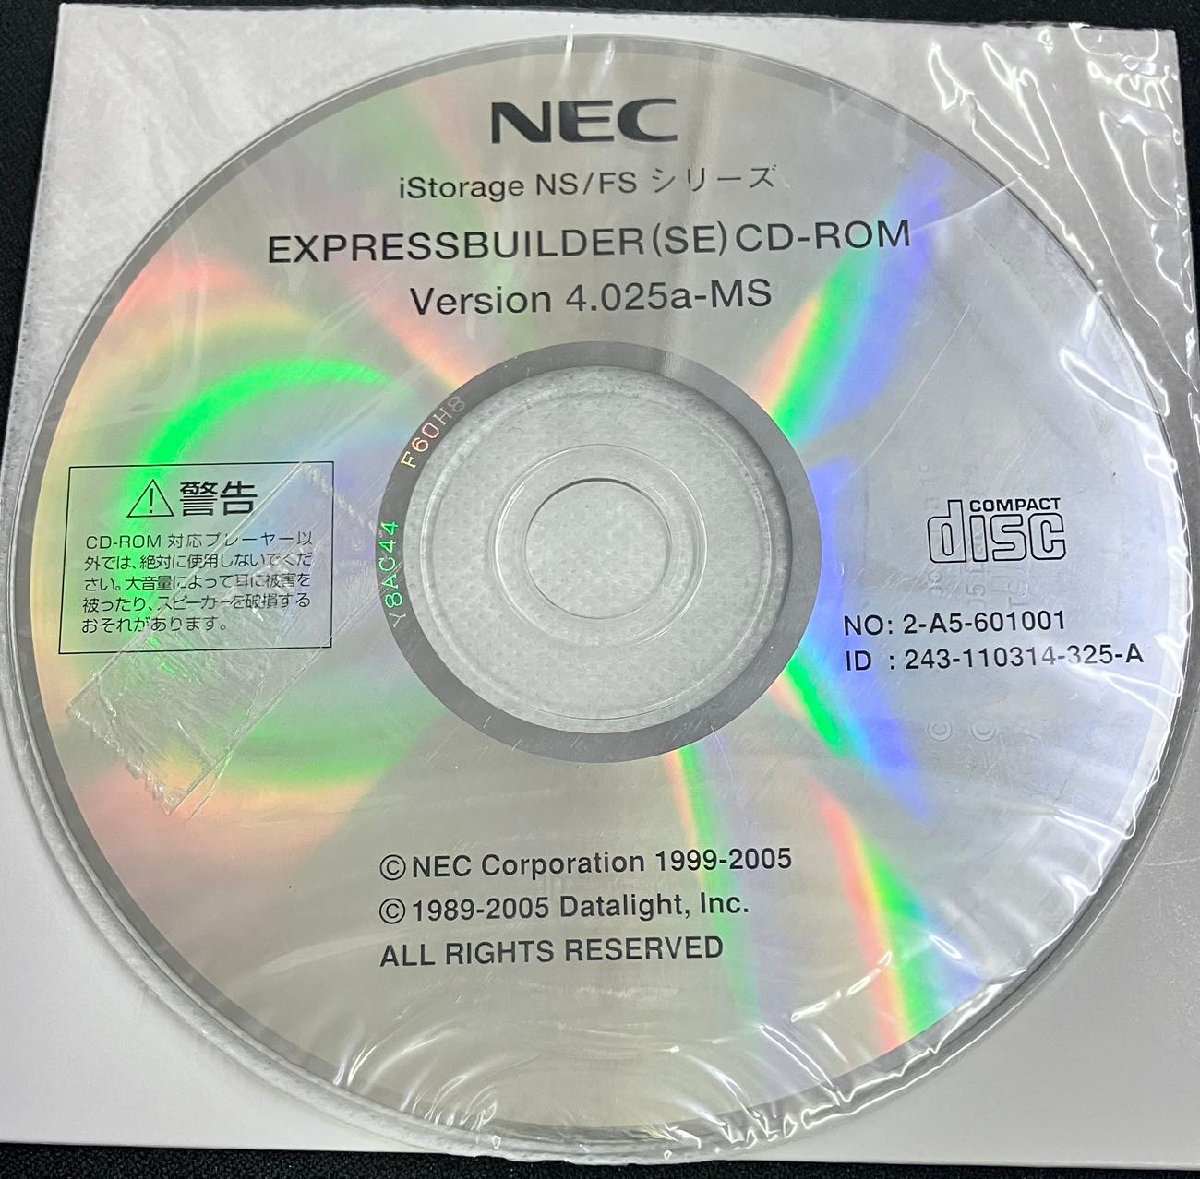 NEC
iStorage NS/FS シリーズ
EXPRESSBUILDER(SE)CD-ROM
Version 4.025a-MS
F60H8
Y8A044
警告
CD-ROM 対応プレーヤー以
外では、絶対に使用しないでくだ
さい。大音量によって耳に被害を
被ったり、スピーカーを破損する
おそれがあります。
COMPACT
disc
NO: 2-A5-601001
ID : 243-110314-325-A
©NEC Corporation 1999-2005
©1989-2005 Datalight, Inc.
ALL RIGHTS RESERVED